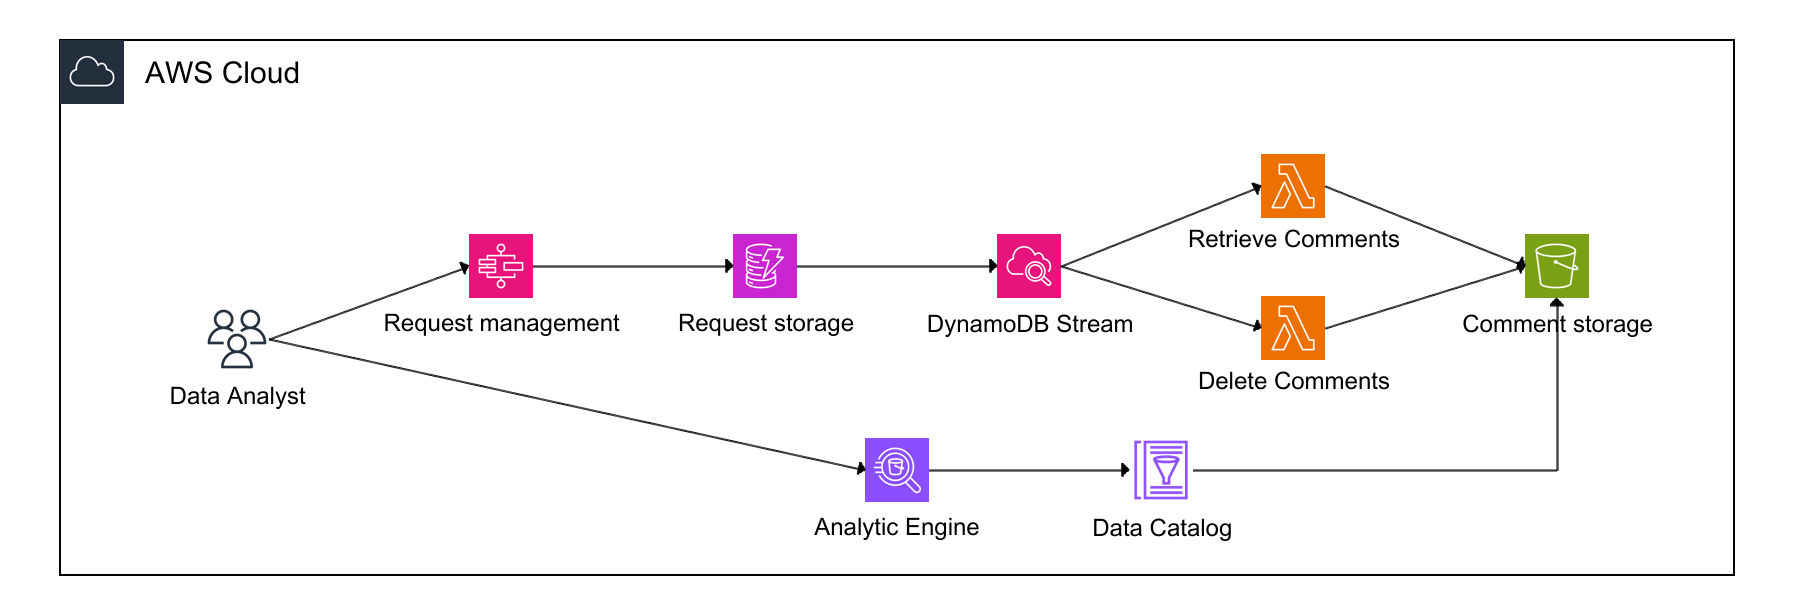 AWS Cloud
Retrieve Comments
Request management
Request storage
DynamoDB Stream
Comment storage
Data Analyst
Delete Comments
Analytic Engine
Data Catalog